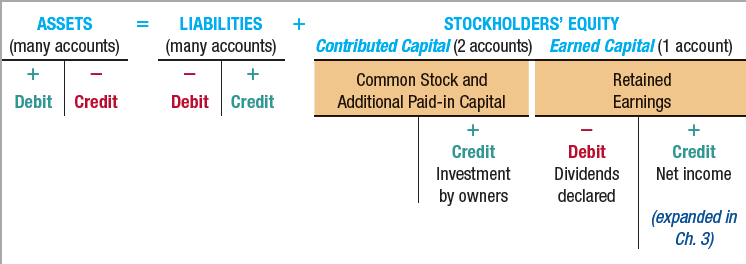 ASSETS = LIABILITIES + STOCKHOLDERS' EQUITY
(many accounts) (many accounts) Contributed Capital (2 accounts) Earned Capital (1 account)
+ − − + Common Stock and Retained
Debit Credit Debit Credit Additional Paid-in Capital Earnings
+ − +
Credit Debit Credit
Investment Dividends Net income
by owners declared
(expanded in
Ch. 3)